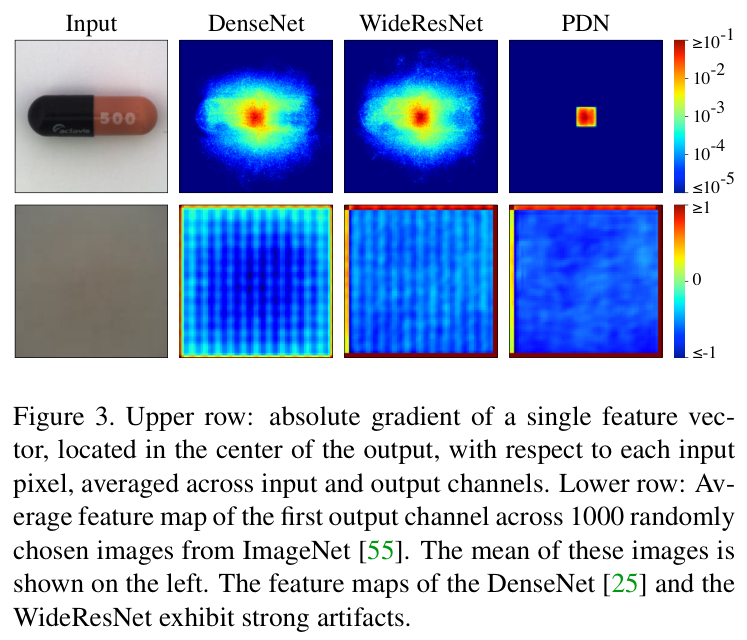 Input DenseNet WideResNet PDN
≥10⁻¹
10⁻²
10⁻³
10⁻⁴
≤10⁻⁵
actavis 500
≥1
0
≤-1
Figure 3. Upper row: absolute gradient of a single feature vec-
tor, located in the center of the output, with respect to each input
pixel, averaged across input and output channels. Lower row: Av-
erage feature map of the first output channel across 1000 randomly
chosen images from ImageNet [55]. The mean of these images is
shown on the left. The feature maps of the DenseNet [25] and the
WideResNet exhibit strong artifacts.